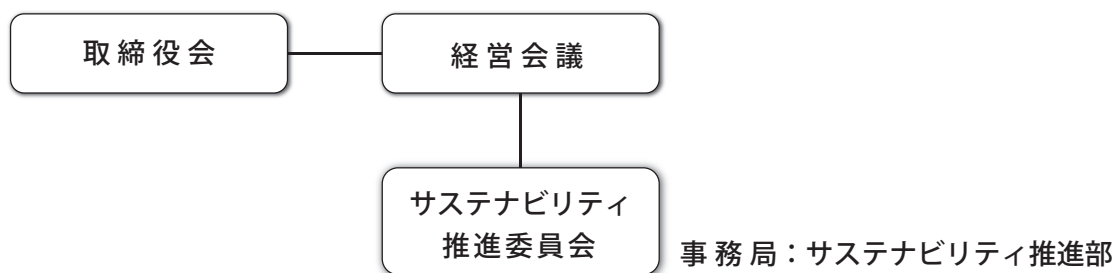 取締役会
経営会議
サステナビリティ
推進委員会
事務局：サステナビリティ推進部